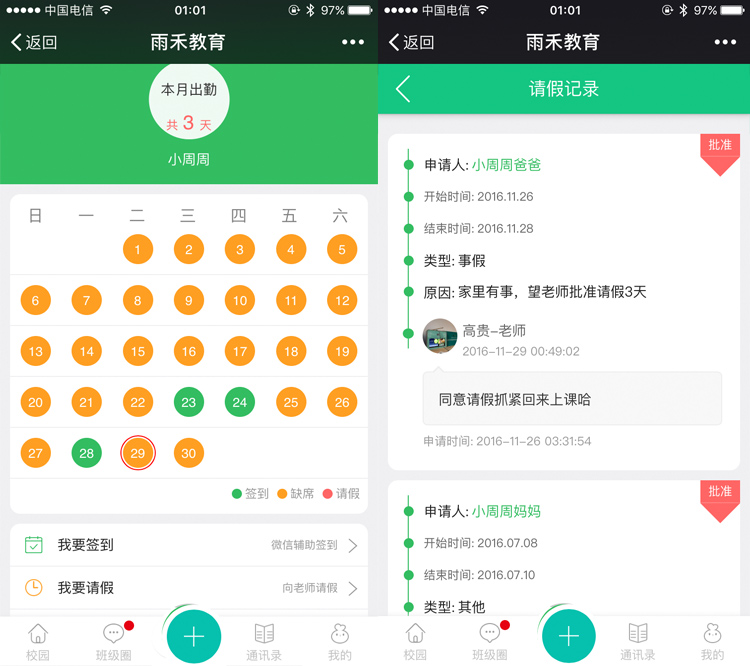 中国电信 01:01 97%
返回 雨禾教育
本月出勤
共 3 天
小周周
日 一 二 三 四 五 六
1 2 3 4 5
6 7 8 9 10 11 12
13 14 15 16 17 18 19
20 21 22 23 24 25 26
27 28 29 30
签到 缺席 请假
我要签到 微信辅助签到
我要请假 向老师请假
校园 班级圈 通讯录 我的
中国电信 01:01 97%
返回 雨禾教育
请假记录
批准
申请人: 小周周爸爸
开始时间: 2016.11.26
结束时间: 2016.11.28
类型: 事假
原因: 家里有事，望老师批准请假3天
高贵-老师
2016-11-29 00:49:02
同意请假抓紧回来上课哈
申请时间: 2016-11-26 03:31:54
批准
申请人: 小周周妈妈
开始时间: 2016.07.08
结束时间: 2016.07.10
类型: 其他
校园 班级圈 通讯录 我的